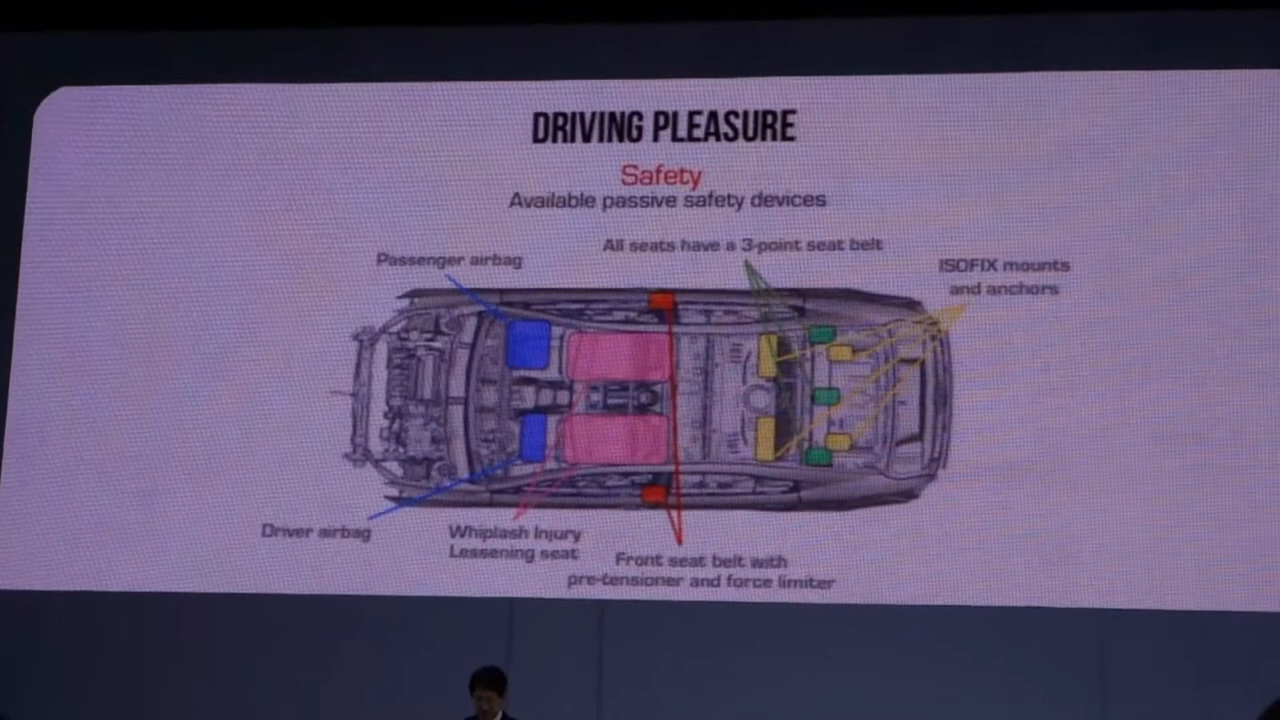 DRIVING PLEASURE
Safety
Available passive safety devices
All seats have a 3-point seat belt
Passenger airbag
ISOFIX mounts
and anchors
Driver airbag
Whiplash Injury
Lessening seat
Front seat belt with
pre-tensioner and force limiter